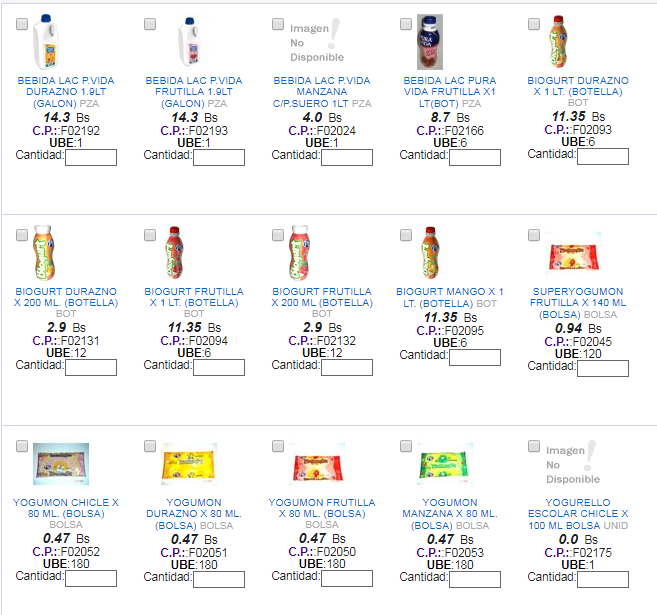 BEBIDA LAC P.VIDA
DURAZNO 1.9LT
(GALON) PZA
14.3 Bs
C.P.::F02192
UBE:1
Cantidad:
BEBIDA LAC P.VIDA
FRUTILLA 1.9LT
(GALON) PZA
14.3 Bs
C.P.::F02193
UBE:1
Cantidad:
Imagen
No
Disponible
BEBIDA LAC P.VIDA
MANZANA
C/P.SUERO 1LT PZA
4.0 Bs
C.P.::F02024
UBE:1
Cantidad:
BEBIDA LAC PURA
VIDA FRUTILLA X1
LT(BOT) PZA
8.7 Bs
C.P.::F02166
UBE:6
Cantidad:
BIOGURT DURAZNO
X 1 LT. (BOTELLA)
BOT
11.35 Bs
C.P.::F02093
UBE:6
Cantidad:
BIOGURT DURAZNO
X 200 ML. (BOTELLA)
BOT
2.9 Bs
C.P.::F02131
UBE:12
Cantidad:
BIOGURT FRUTILLA
X 1 LT. (BOTELLA)
BOT
11.35 Bs
C.P.::F02094
UBE:6
Cantidad:
BIOGURT FRUTILLA
X 200 ML (BOTELLA)
BOT
2.9 Bs
C.P.::F02132
UBE:12
Cantidad:
BIOGURT MANGO X 1
LT. (BOTELLA) BOT
11.35 Bs
C.P.::F02095
UBE:6
Cantidad:
SUPERYOGUMON
FRUTILLA X 140 ML
(BOLSA) BOLSA
0.94 Bs
C.P.::F02045
UBE:120
Cantidad:
YOGUMON CHICLE X
80 ML. (BOLSA)
BOLSA
0.47 Bs
C.P.::F02052
UBE:180
Cantidad:
YOGUMON
DURAZNO X 80 ML.
(BOLSA) BOLSA
0.47 Bs
C.P.::F02051
UBE:180
Cantidad:
YOGUMON FRUTILLA
X 80 ML. (BOLSA)
BOLSA
0.47 Bs
C.P.::F02050
UBE:180
Cantidad:
YOGUMON
MANZANA X 80 ML.
(BOLSA) BOLSA
0.47 Bs
C.P.::F02053
UBE:180
Cantidad:
Imagen
No
Disponible
YOGURELLO
ESCOLAR CHICLE X
100 ML BOLSA UNID
0.0 Bs
C.P.::F02175
UBE:1
Cantidad: